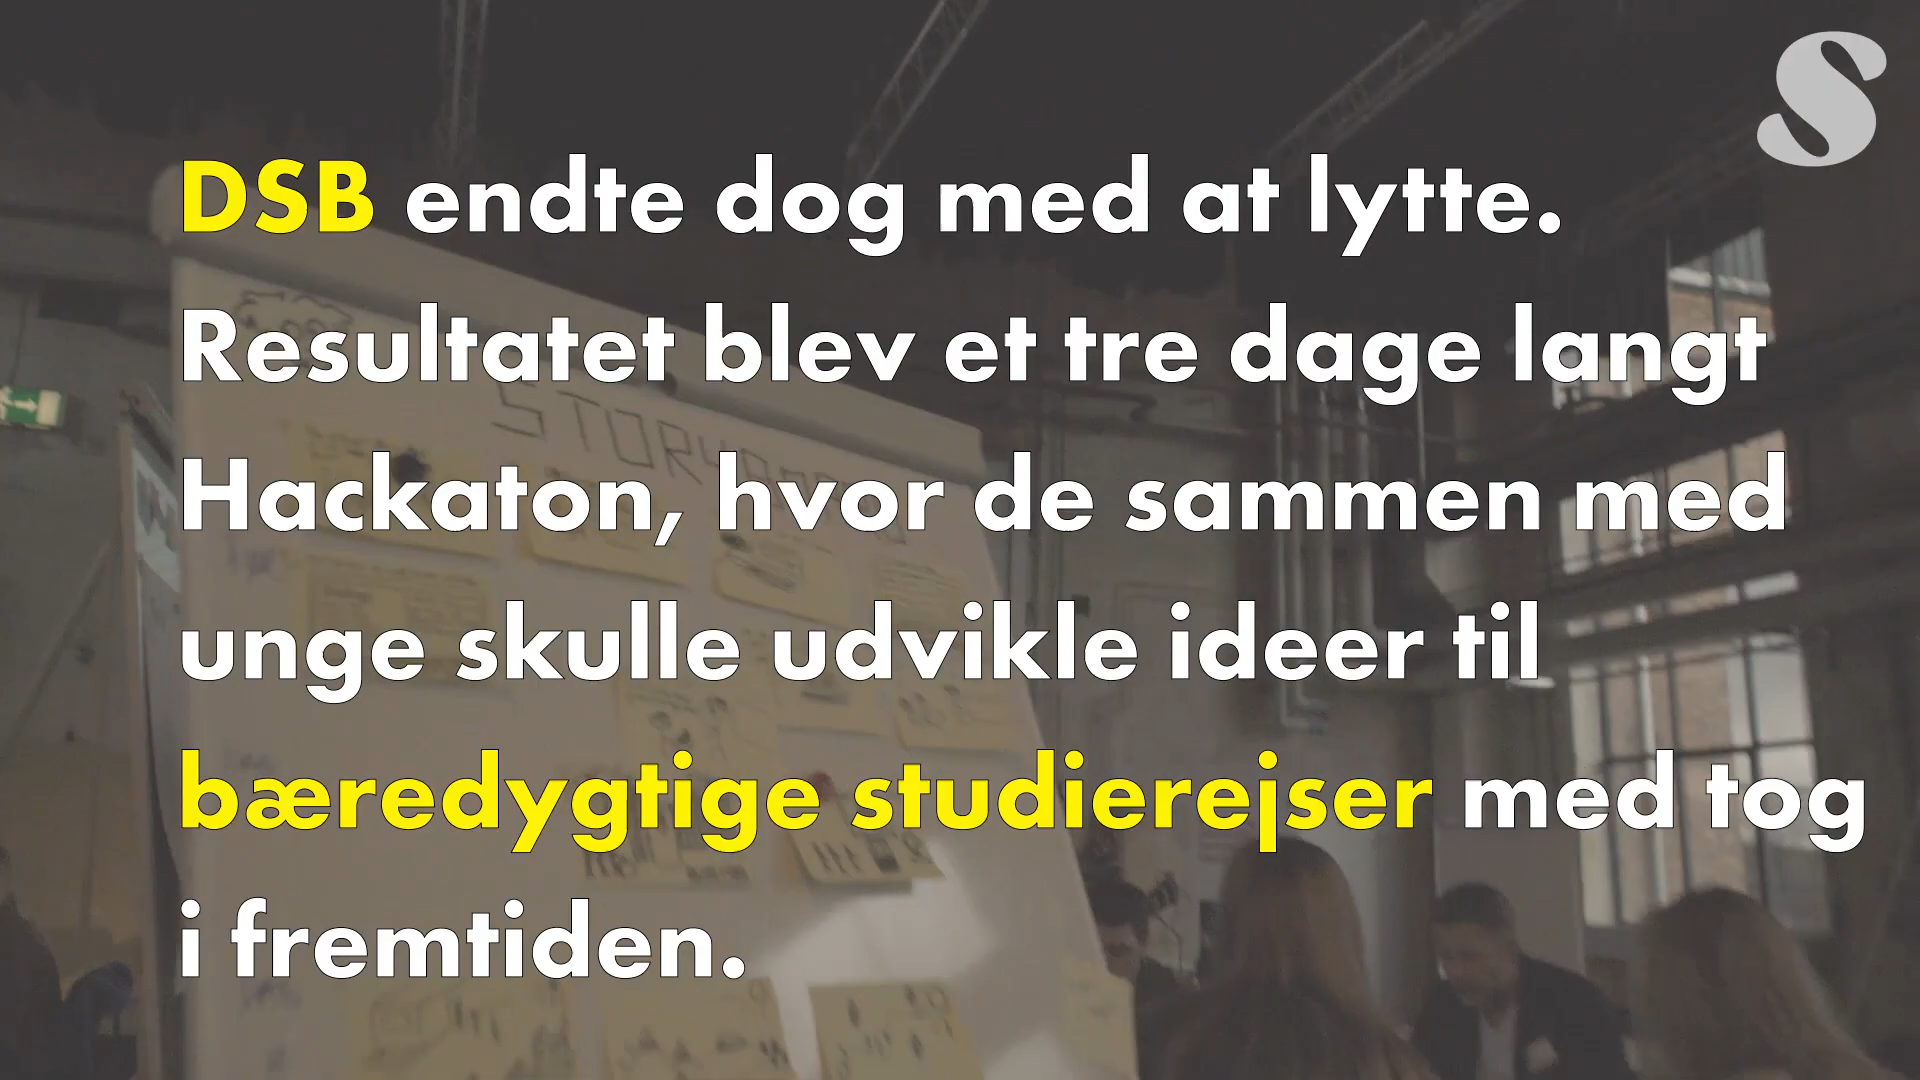 S
DSB endte dog med at lytte.
Resultatet blev et tre dage langt
Hackaton, hvor de sammen med
unge skulle udvikle ideer til
bæredygtige studierejser med tog
i fremtiden.